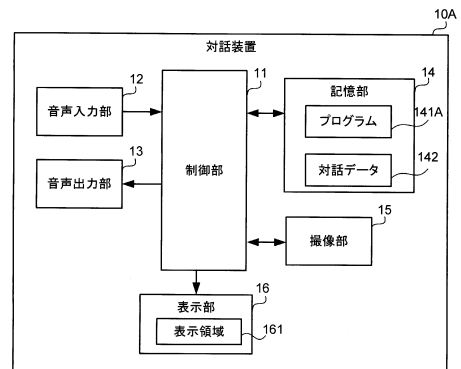 10A
対話装置
12
音声入力部
11
制御部
14
記憶部
プログラム
141A
対話データ
142
13
音声出力部
15
撮像部
16
表示部
表示領域
161